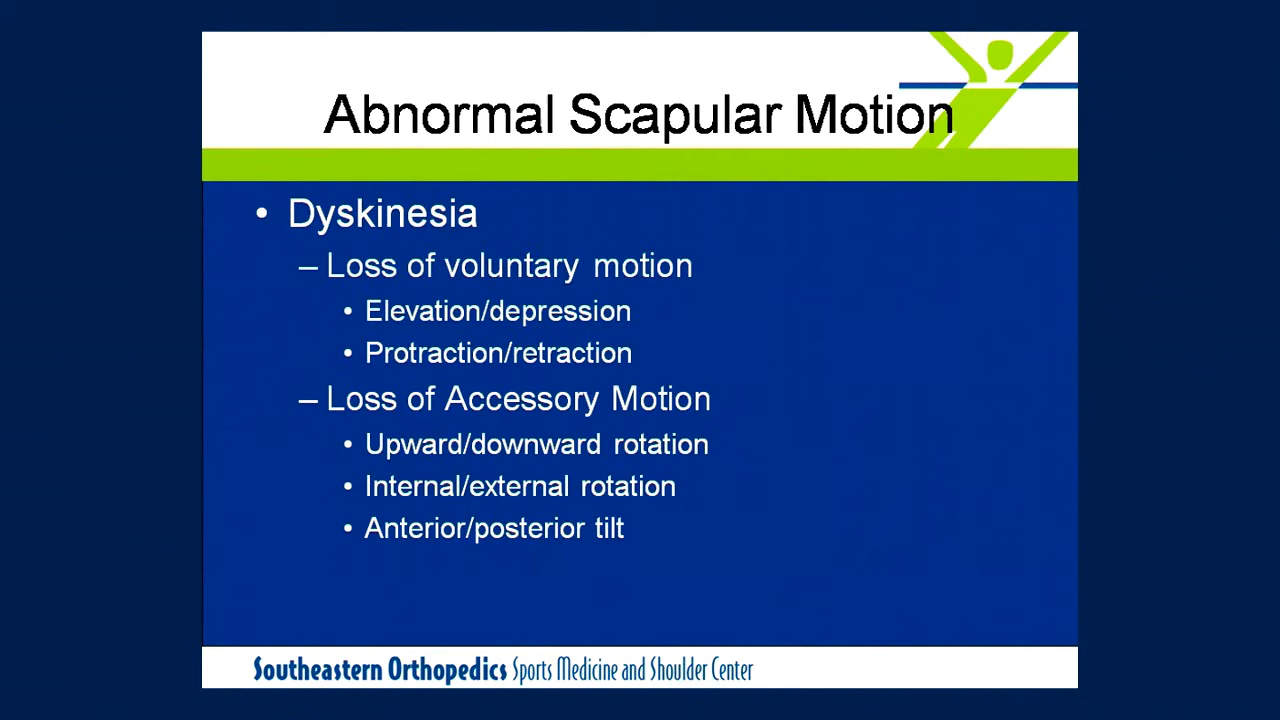 Abnormal Scapular Motion
• Dyskinesia
– Loss of voluntary motion
• Elevation/depression
• Protraction/retraction
– Loss of Accessory Motion
• Upward/downward rotation
• Internal/external rotation
• Anterior/posterior tilt
Southeastern Orthopedics Sports Medicine and Shoulder Center